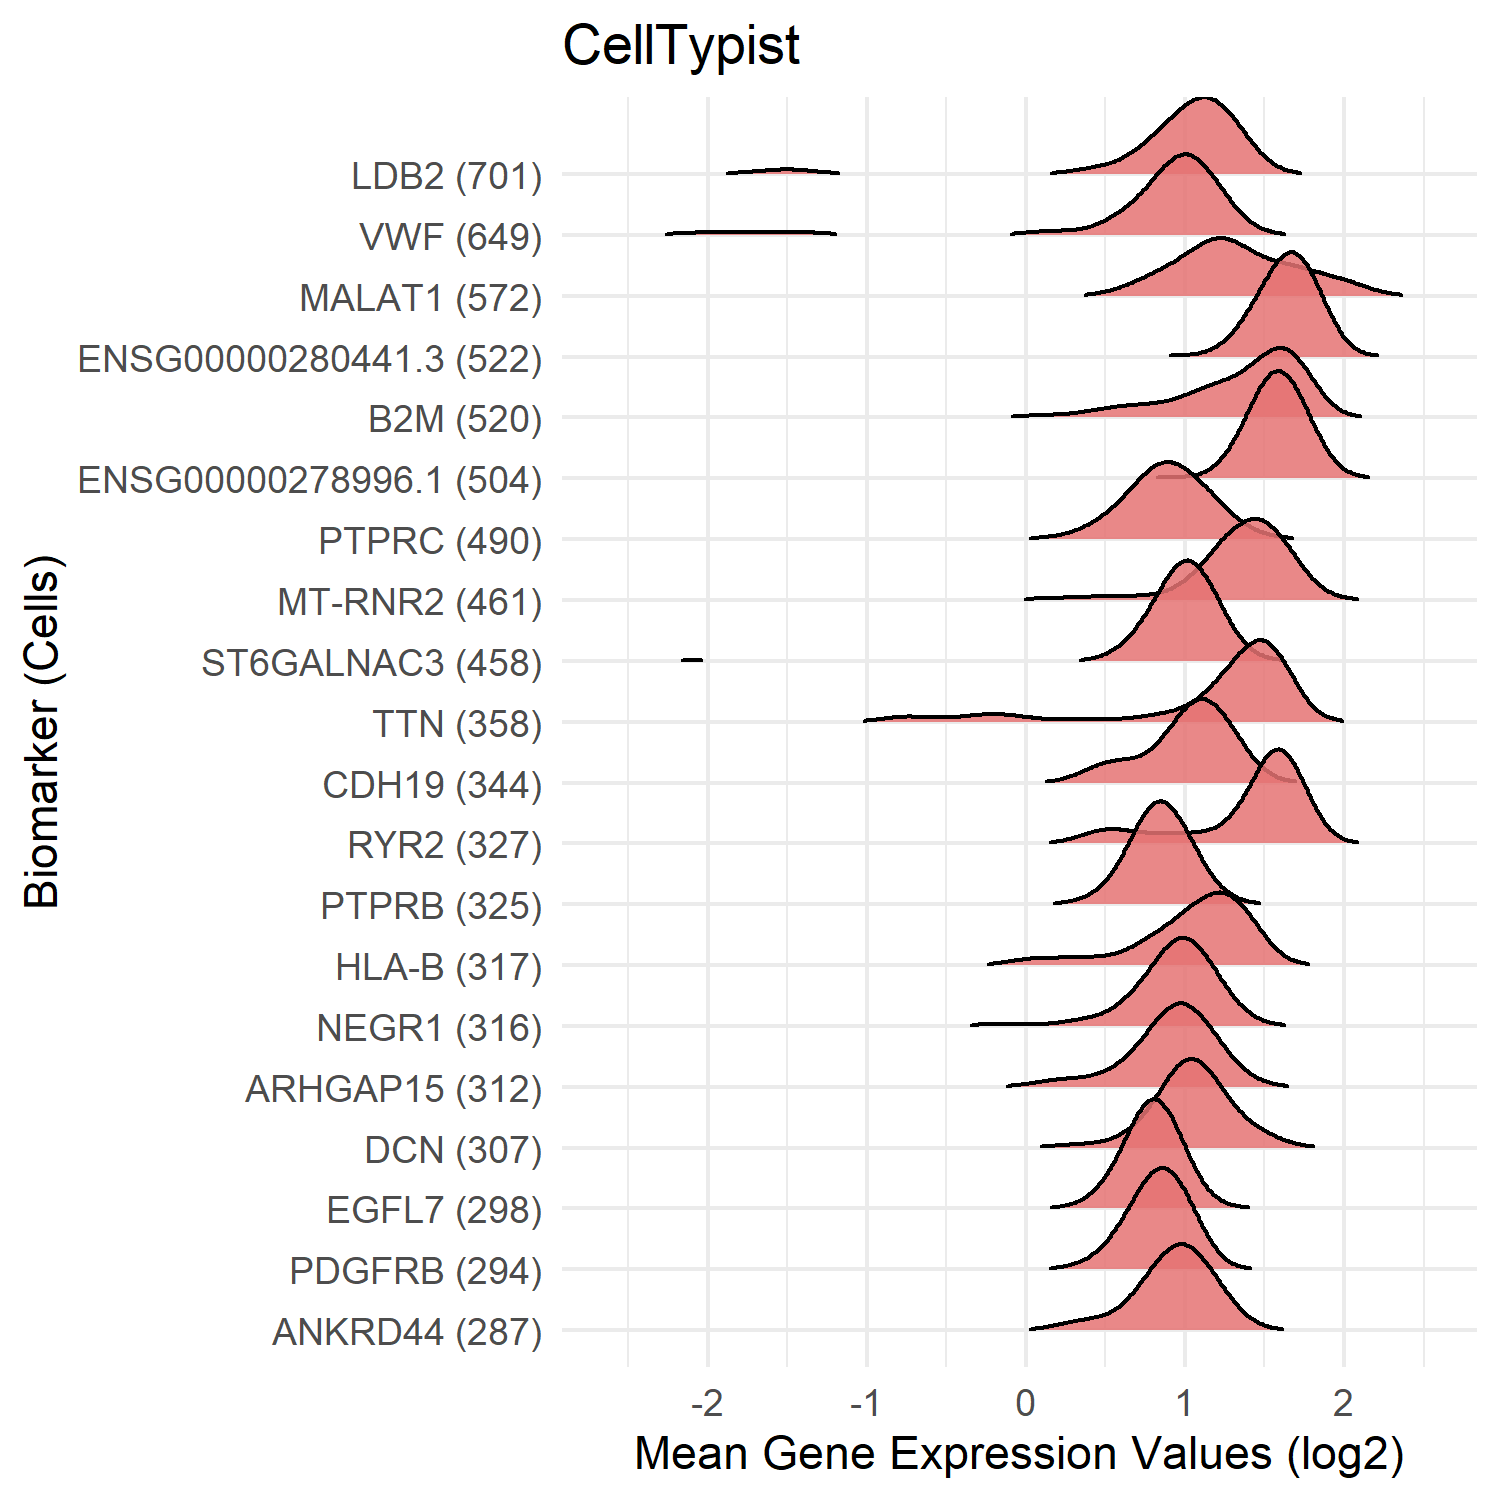 CellTypist
Biomarker (Cells)
LDB2 (701)
VWF (649)
MALAT1 (572)
ENSG00000280441.3 (522)
B2M (520)
ENSG00000278996.1 (504)
PTPRC (490)
MT-RNR2 (461)
ST6GALNAC3 (458)
TTN (358)
CDH19 (344)
RYR2 (327)
PTPRB (325)
HLA-B (317)
NEGR1 (316)
ARHGAP15 (312)
DCN (307)
EGFL7 (298)
PDGFRB (294)
ANKRD44 (287)
-2 -1 0 1 2
Mean Gene Expression Values (log2)